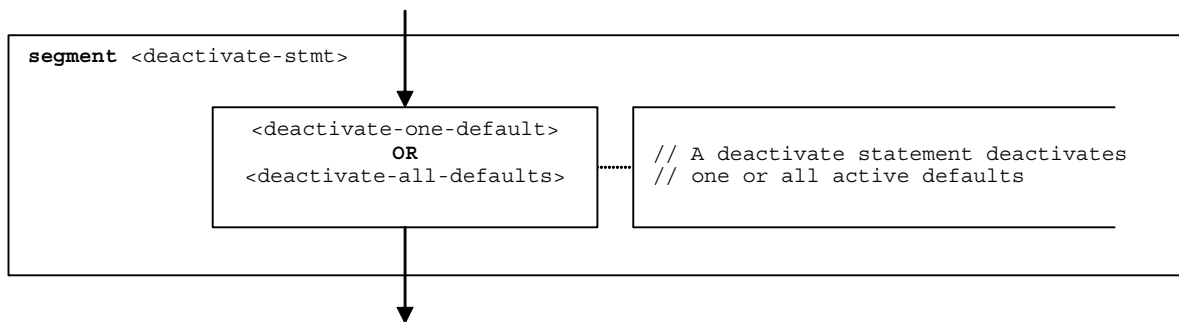 segment <deactivate-stmt>
<deactivate-one-default>
OR
<deactivate-all-defaults>
// A deactivate statement deactivates
// one or all active defaults